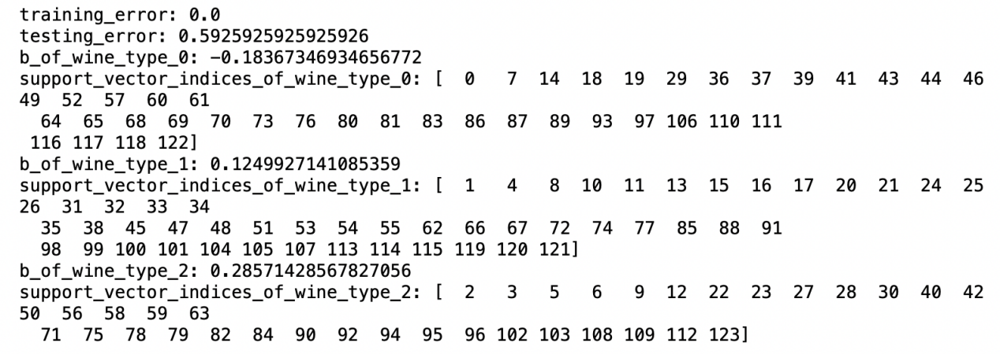 training_error: 0.0
testing_error: 0.5925925925925926
b_of_wine_type_0: -0.18367346934656772
support_vector_indices_of_wine_type_0: [  0   7  14  18  19  29  36  37  39  41  43  44  46
49  52  57  60  61
  64  65  68  69  70  73  76  80  81  83  86  87  89  93  97 106 110 111
 116 117 118 122]
b_of_wine_type_1: 0.1249927141085359
support_vector_indices_of_wine_type_1: [  1   4   8  10  11  13  15  16  17  20  21  24  25
26  31  32  33  34
  35  38  45  47  48  51  53  54  55  62  66  67  72  74  77  85  88  91
  98  99 100 101 104 105 107 113 114 115 119 120 121]
b_of_wine_type_2: 0.28571428567827056
support_vector_indices_of_wine_type_2: [  2   3   5   6   9  12  22  23  27  28  30  40  42
50  56  58  59  63
  71  75  78  79  82  84  90  92  94  95  96 102 103 108 109 112 123]